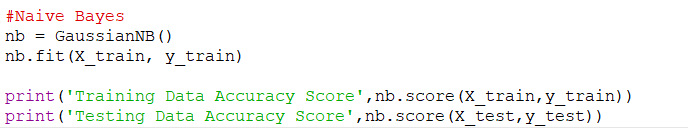 #Naive Bayes
nb = GaussianNB()
nb.fit(X_train, y_train)
print('Training Data Accuracy Score',nb.score(X_train,y_train))
print('Testing Data Accuracy Score',nb.score(X_test,y_test))